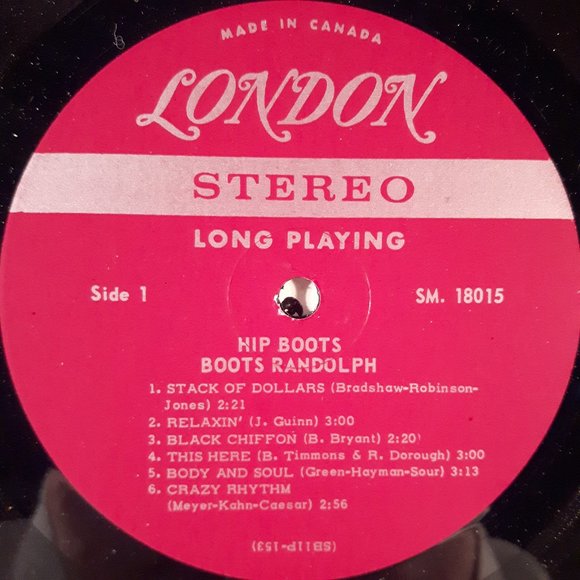 MADE IN CANADA
LONDON
STEREO
LONG PLAYING
Side 1
SM. 18015
HIP BOOTS
BOOTS RANDOLPH
1. STACK OF DOLLARS (Bradshaw-Robinson-
Jones) 2:21
2. RELAXIN' (J. Guinn) 3:00
3. BLACK CHIFFON (B. Bryant) 2:20
4. THIS HERE (B. Timmons & R. Dorough) 3:00
5. BODY AND SOUL (Green-Hayman-Sour) 3:13
6. CRAZY RHYTHM
(Meyer-Kahn-Caesar) 2:56
(SB11P-153)